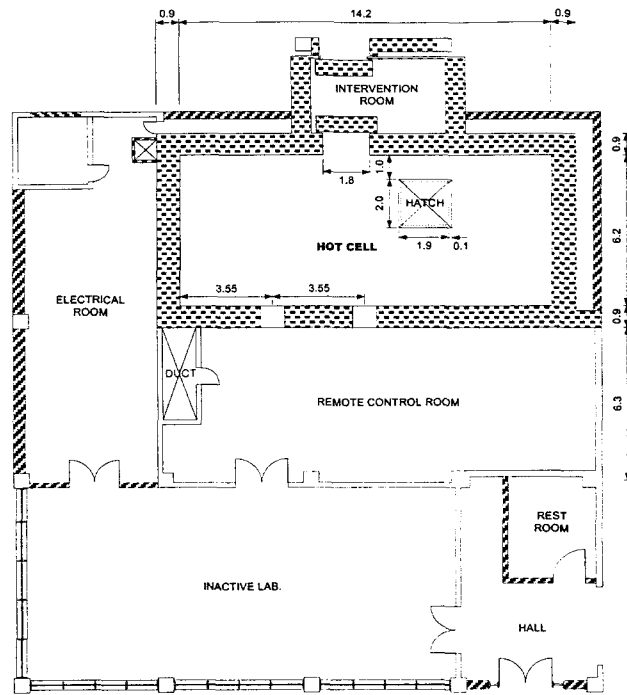 0.9
14.2
0.9
INTERVENTION
ROOM
1.8
1.0
2.0
HATCH
1.9
0.1
0.9
HOT CELL
6.2
3.55
3.55
ELECTRICAL
ROOM
0.9
DUCT
REMOTE CONTROL ROOM
6.3
REST
ROOM
INACTIVE LAB.
HALL